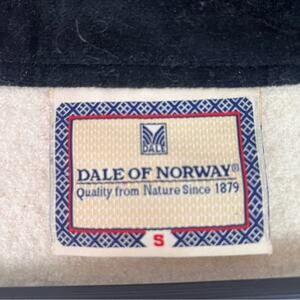 DALE
DALE OF NORWAY®
Quality from Nature Since 1879
S